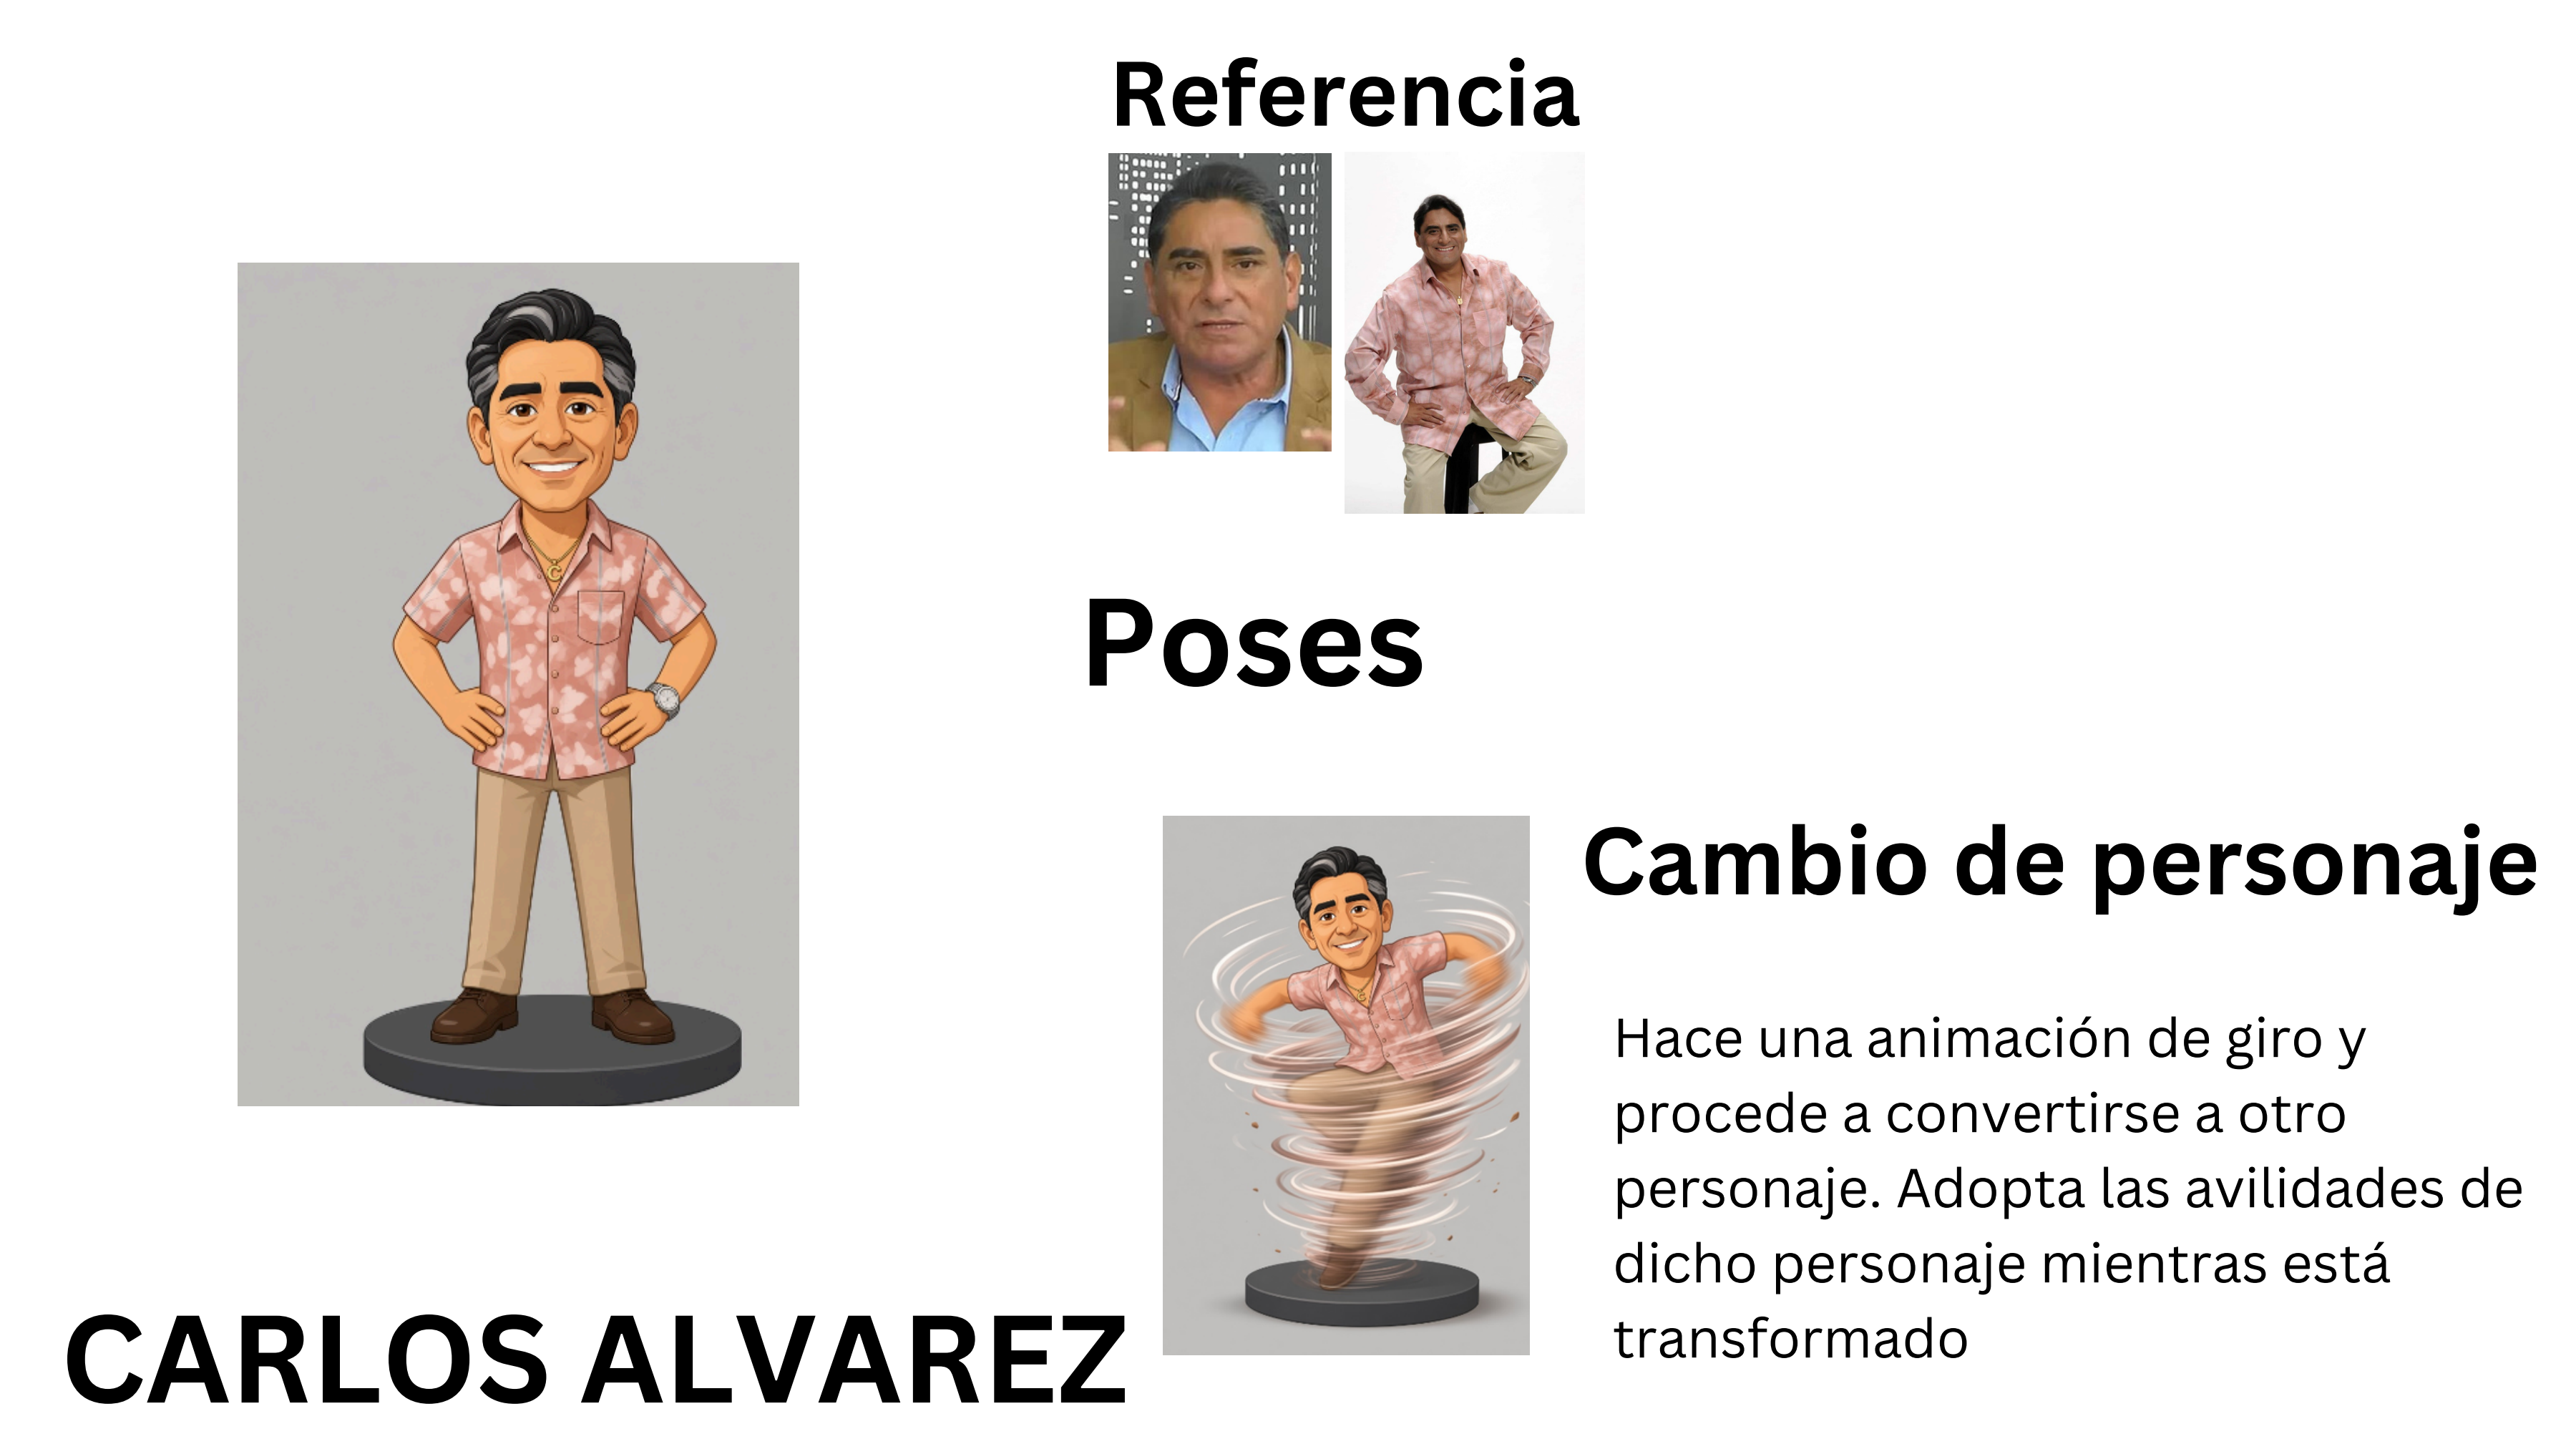 Referencia
Poses
Cambio de personaje
Hace una animación de giro y
procede a convertirse a otro
personaje. Adopta las avilidades de
dicho personaje mientras está
transformado
CARLOS ALVAREZ